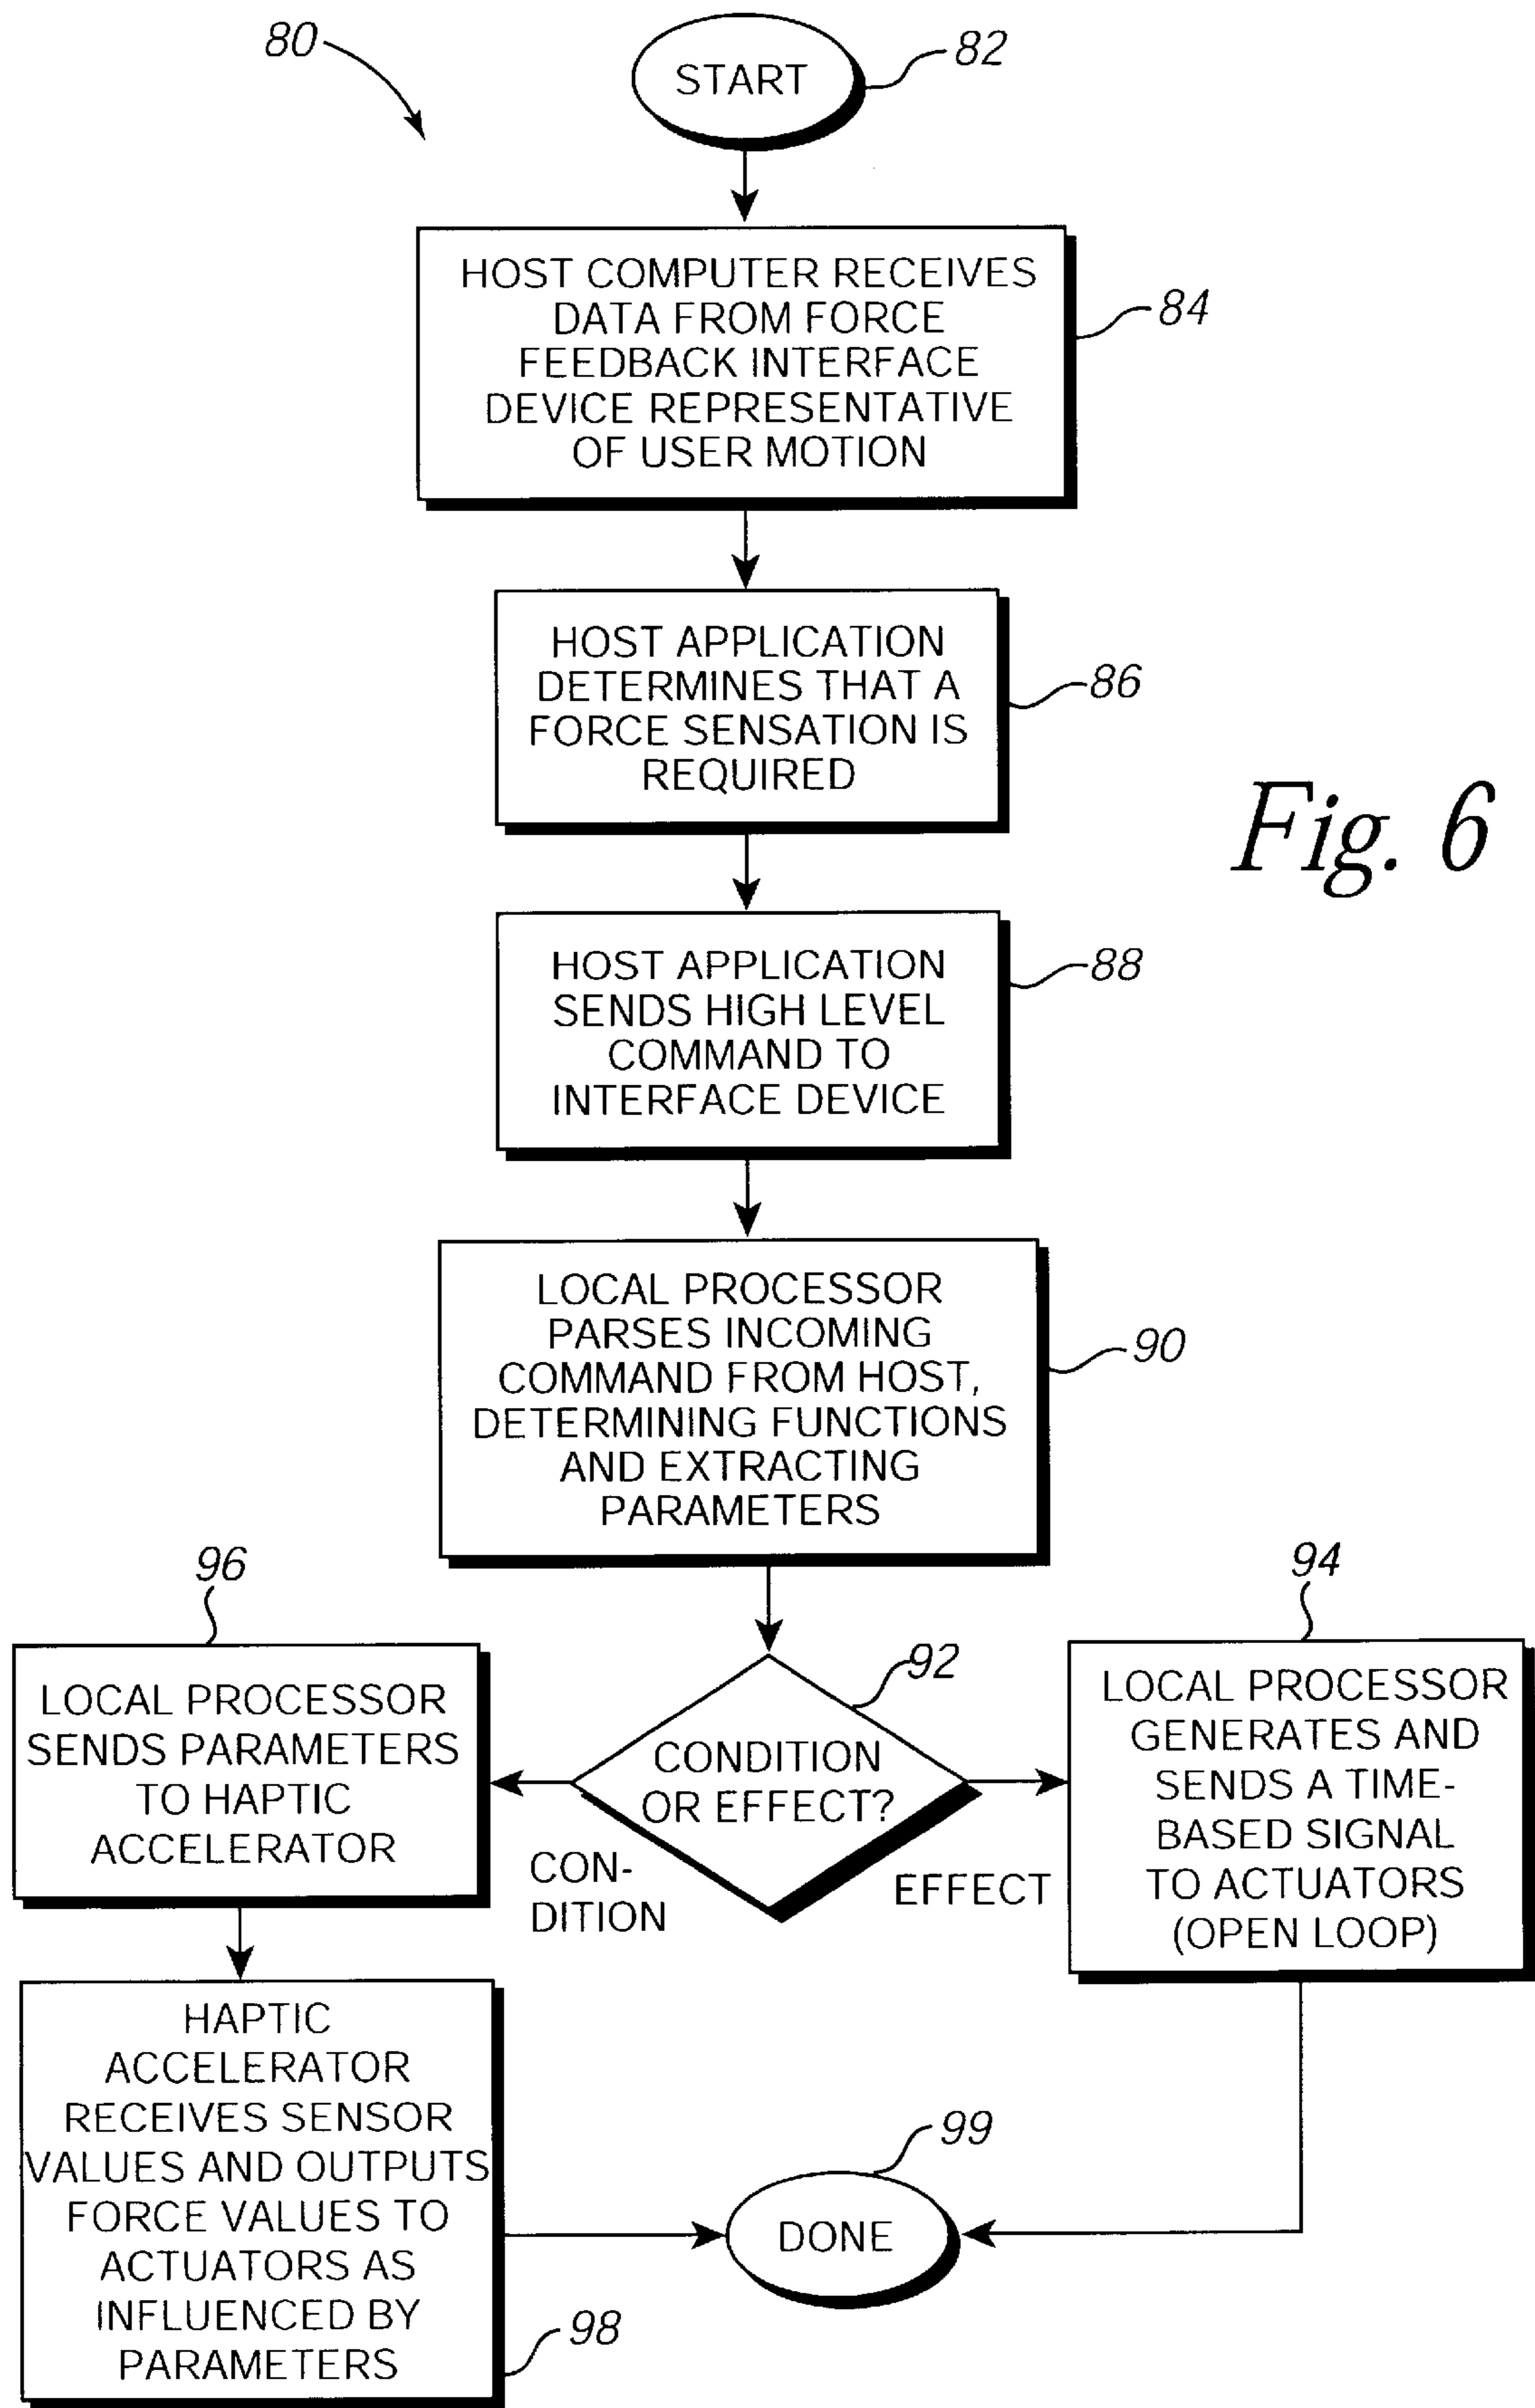 80
START
82
HOST COMPUTER RECEIVES
DATA FROM FORCE
FEEDBACK INTERFACE
DEVICE REPRESENTATIVE
OF USER MOTION
84
HOST APPLICATION
DETERMINES THAT A
FORCE SENSATION IS
REQUIRED
86
Fig. 6
HOST APPLICATION
SENDS HIGH LEVEL
COMMAND TO
INTERFACE DEVICE
88
LOCAL PROCESSOR
PARSES INCOMING
COMMAND FROM HOST,
DETERMINING FUNCTIONS
AND EXTRACTING
PARAMETERS
90
96
LOCAL PROCESSOR
SENDS PARAMETERS
TO HAPTIC
ACCELERATOR
92
CONDITION
OR EFFECT?
CON-
DITION
EFFECT
94
LOCAL PROCESSOR
GENERATES AND
SENDS A TIME-
BASED SIGNAL
TO ACTUATORS
(OPEN LOOP)
HAPTIC
ACCELERATOR
RECEIVES SENSOR
VALUES AND OUTPUTS
FORCE VALUES TO
ACTUATORS AS
INFLUENCED BY
PARAMETERS
98
99
DONE